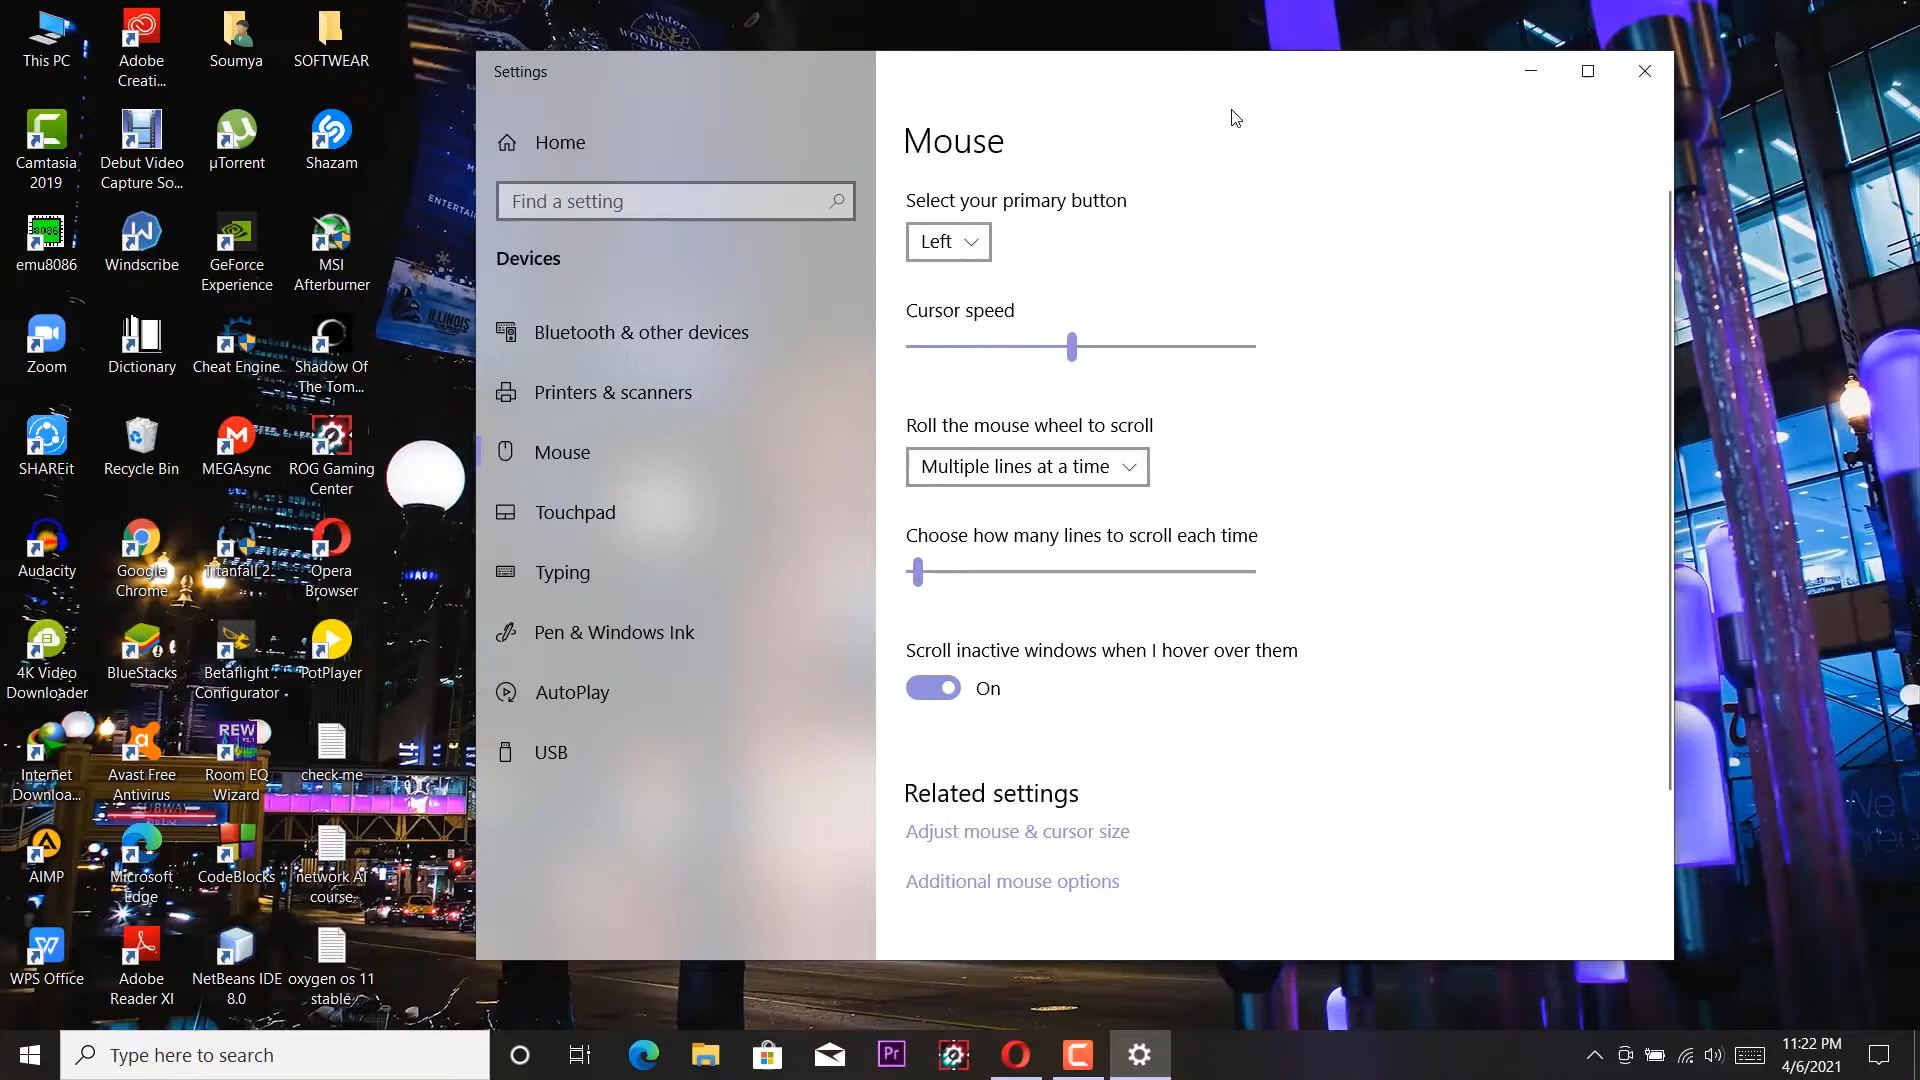 This PC
Adobe
Creati...
Soumya
SOFTWEAR
Camtasia
2019
Debut Video
Capture So...
µTorrent
Shazam
emu8086
Windscribe
GeForce
Experience
MSI
Afterburner
Zoom
Dictionary
Cheat Engine
Shadow Of
The Tom...
SHAREit
Recycle Bin
MEGAsync
ROG Gaming
Center
Audacity
Google
Chrome
Titanfall 2
Opera
Browser
4K Video
Downloader
BlueStacks
Betaflight
Configurator
PotPlayer
Internet
Downloa...
Avast Free
Antivirus
REW
Room EQ
Wizard
check me
AIMP
Microsoft
Edge
CodeBlocks
network AI
course
WPS Office
Adobe
Reader XI
NetBeans IDE
8.0
oxygen os 11
stable
winter
ILLINOIS
SUBWAY
Settings
Home
Find a setting
Devices
Bluetooth & other devices
Printers & scanners
Mouse
Touchpad
Typing
Pen & Windows Ink
AutoPlay
USB
Mouse
Select your primary button
Left
Cursor speed
Roll the mouse wheel to scroll
Multiple lines at a time
Choose how many lines to scroll each time
Scroll inactive windows when I hover over them
On
Related settings
Adjust mouse & cursor size
Additional mouse options
Type here to search
Pr
11:22 PM
4/6/2021